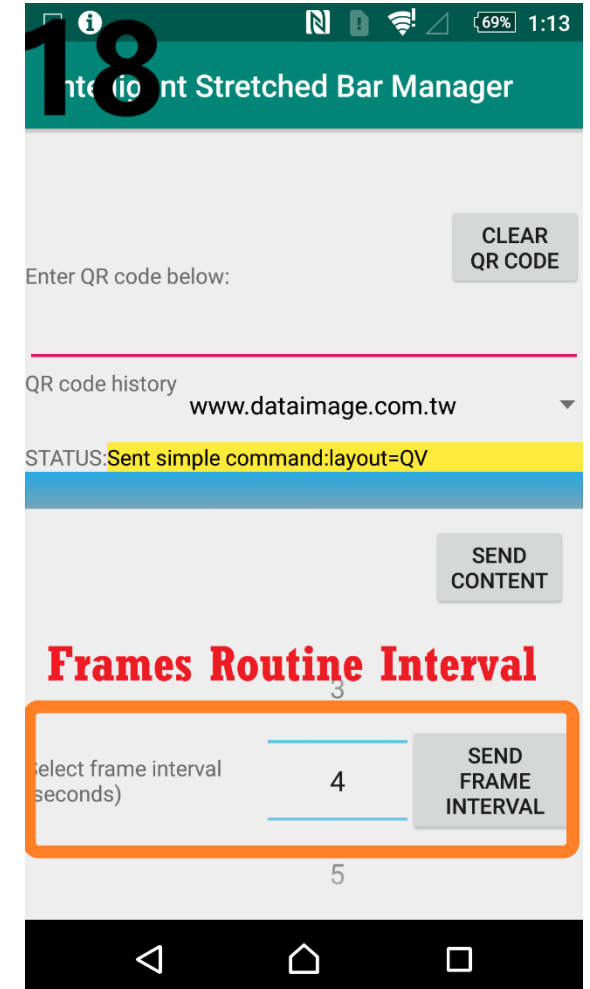 18
69% 1:13
Intelligent Stretched Bar Manager
CLEAR
QR CODE
Enter QR code below:
QR code history
www.dataimage.com.tw
STATUS:Sent simple command:layout=QV
SEND
CONTENT
Frames Routine Interval
3
Select frame interval
(seconds)
4
SEND
FRAME
INTERVAL
5